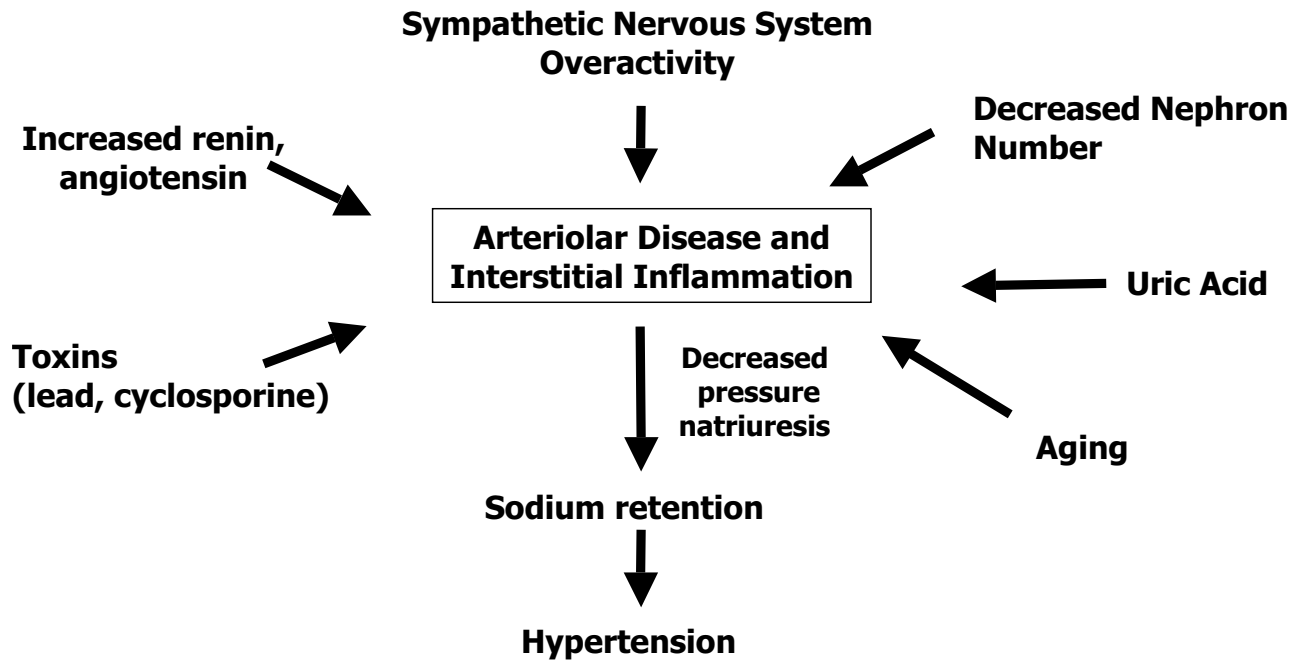 Sympathetic Nervous System
Overactivity
Decreased Nephron
Number
Increased renin,
angiotensin
Arteriolar Disease and
Interstitial Inflammation
Uric Acid
Toxins
(lead, cyclosporine)
Decreased
pressure
natriuresis
Aging
Sodium retention
Hypertension